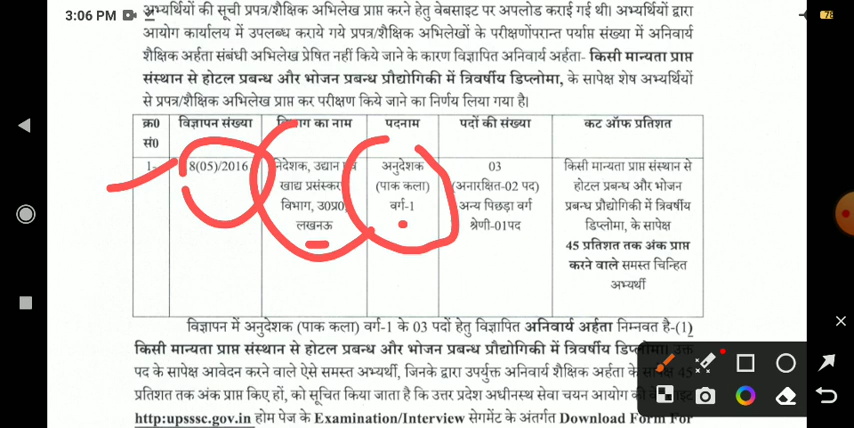 3:06 PM
78
अभ्यर्थियों की सूची प्रपत्र/शैक्षिक अभिलेख प्राप्त करने हेतु वेबसाइट पर अपलोड कराई गई थी। अभ्यर्थियों द्वारा
आयोग कार्यालय में उपलब्ध कराये गये प्रपत्र/शैक्षिक अभिलेखों के परीक्षणोंपरान्त पर्याप्त संख्या में अनिवार्य
शैक्षिक अर्हता संबंधी अभिलेख प्रेषित नहीं किये जाने के कारण विज्ञापित अनिवार्य अर्हता- किसी मान्यता प्राप्त
संस्थान से होटल प्रबन्ध और भोजन प्रबन्ध प्रौद्योगिकी में त्रिवर्षीय डिप्लोमा, के सापेक्ष शेष अभ्यर्थियों
से प्रपत्र/शैक्षिक अभिलेख प्राप्त कर परीक्षण किये जाने का निर्णय लिया गया है।
क्र0 विज्ञापन संख्या विभाग का नाम पदनाम पदों की संख्या कट ऑफ प्रतिशत
सं0
1- 8(05)/2016 निदेशक, उद्यान एवं अनुदेशक 03 किसी मान्यता प्राप्त संस्थान से
खाद्य प्रसंस्करण (पाक कला) (अनारक्षित-02 पद) होटल प्रबन्ध और भोजन
विभाग, उ0प्र0, वर्ग-1 अन्य पिछड़ा वर्ग प्रबन्ध प्रौद्योगिकी में त्रिवर्षीय
लखनऊ श्रेणी-01पद डिप्लोमा, के सापेक्ष
45 प्रतिशत तक अंक प्राप्त
करने वाले समस्त चिन्हित
अभ्यर्थी
विज्ञापन में अनुदेशक (पाक कला) वर्ग-1 के 03 पदों हेतु विज्ञापित अनिवार्य अर्हता निम्नवत है-(1)
किसी मान्यता प्राप्त संस्थान से होटल प्रबन्ध और भोजन प्रबन्ध प्रौद्योगिकी में त्रिवर्षीय डिप्लोमा। उक्त
पद के सापेक्ष आवेदन करने वाले ऐसे समस्त अभ्यर्थी, जिनके द्वारा उपर्युक्त अनिवार्य शैक्षिक अर्हता के सापेक्ष 45
प्रतिशत तक अंक प्राप्त किए हों, को सूचित किया जाता है कि उत्तर प्रदेश अधीनस्थ सेवा चयन आयोग की
http:upsssc.gov.in होम पेज के Examination/Interview सेगमेंट के अंतर्गत Download Form For